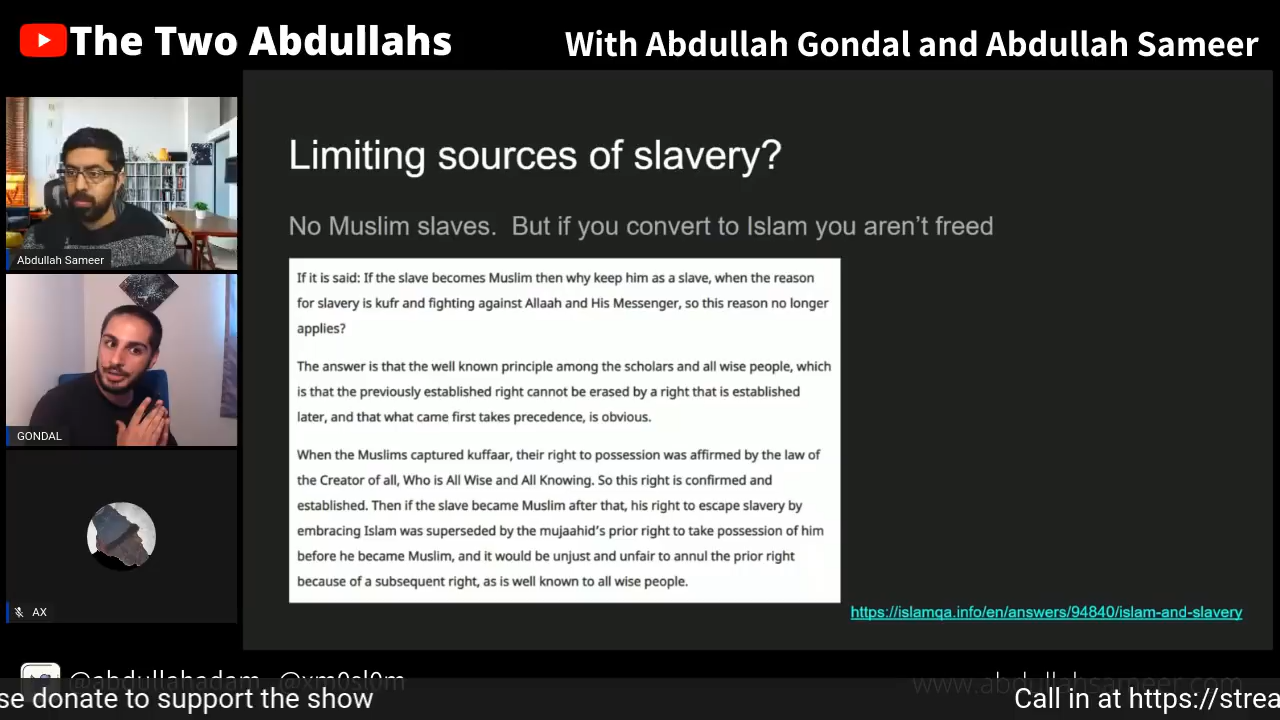 The Two Abdullahs
With Abdullah Gondal and Abdullah Sameer
Abdullah Sameer
GONDAL
AX
Limiting sources of slavery?
No Muslim slaves.  But if you convert to Islam you aren't freed
If it is said: If the slave becomes Muslim then why keep him as a slave, when the reason
for slavery is kufr and fighting against Allaah and His Messenger, so this reason no longer
applies?
The answer is that the well known principle among the scholars and all wise people, which
is that the previously established right cannot be erased by a right that is established
later, and that what came first takes precedence, is obvious.
When the Muslims captured kuffaar, their right to possession was affirmed by the law of
the Creator of all, Who is All Wise and All Knowing. So this right is confirmed and
established. Then if the slave became Muslim after that, his right to escape slavery by
embracing Islam was superseded by the mujaahid's prior right to take possession of him
before he became Muslim, and it would be unjust and unfair to annul the prior right
because of a subsequent right, as is well known to all wise people.
https://islamqa.info/en/answers/94840/islam-and-slavery
@abdullahadam @xm0sl0m
www.abdullahsameer.com
se donate to support the show
Call in at https://strea